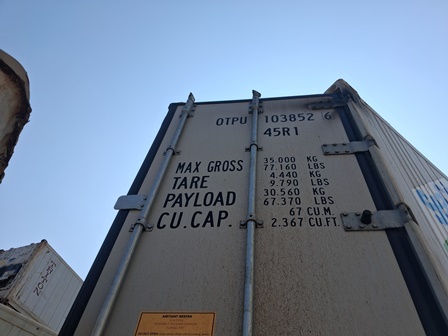 OTPU 103852 6
45R1
MAX GROSS 35.000 KG
77.160 LBS
TARE 4.440 KG
9.790 LBS
PAYLOAD 30.560 KG
67.370 LBS
CU.CAP. 67 CU.M.
2.367 CU.FT.